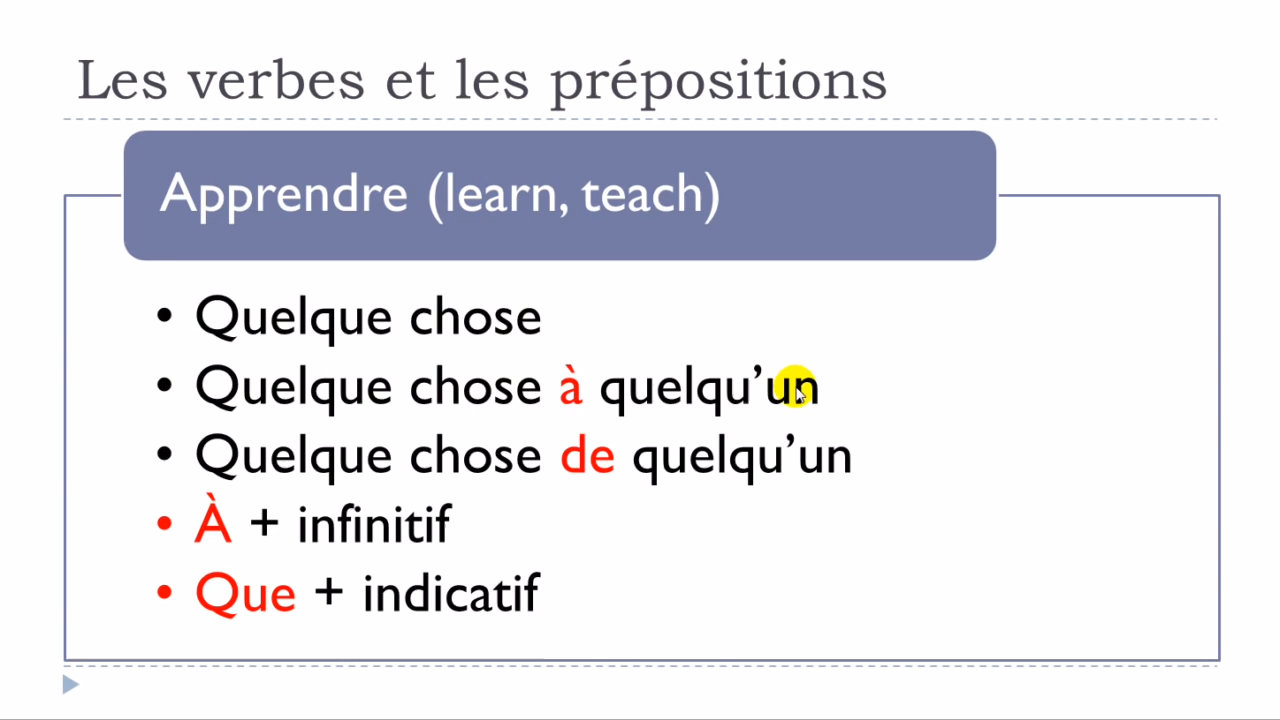 Les verbes et les prépositions
Apprendre (learn, teach)
• Quelque chose
• Quelque chose à quelqu’un
• Quelque chose de quelqu’un
• À + infinitif
• Que + indicatif